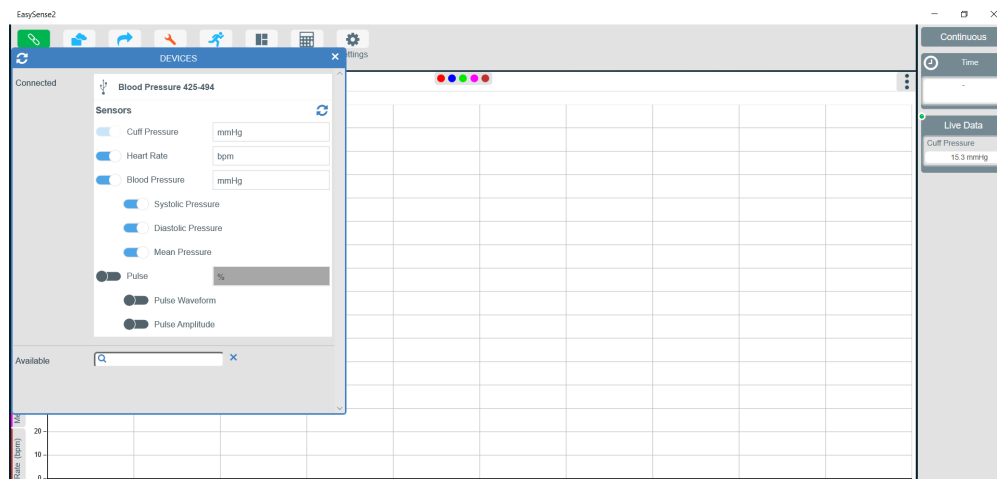 EasySense2
Continuous
ttings
DEVICES
Time
-
Connected
Blood Pressure 425-494
Sensors
Cuff Pressure
mmHg
Heart Rate
bpm
Blood Pressure
mmHg
Systolic Pressure
Diastolic Pressure
Mean Pressure
Pulse
%
Pulse Waveform
Pulse Amplitude
Available
Live Data
Cuff Pressure
15.3 mmHg
Me
Rate (bpm)
20
10
0